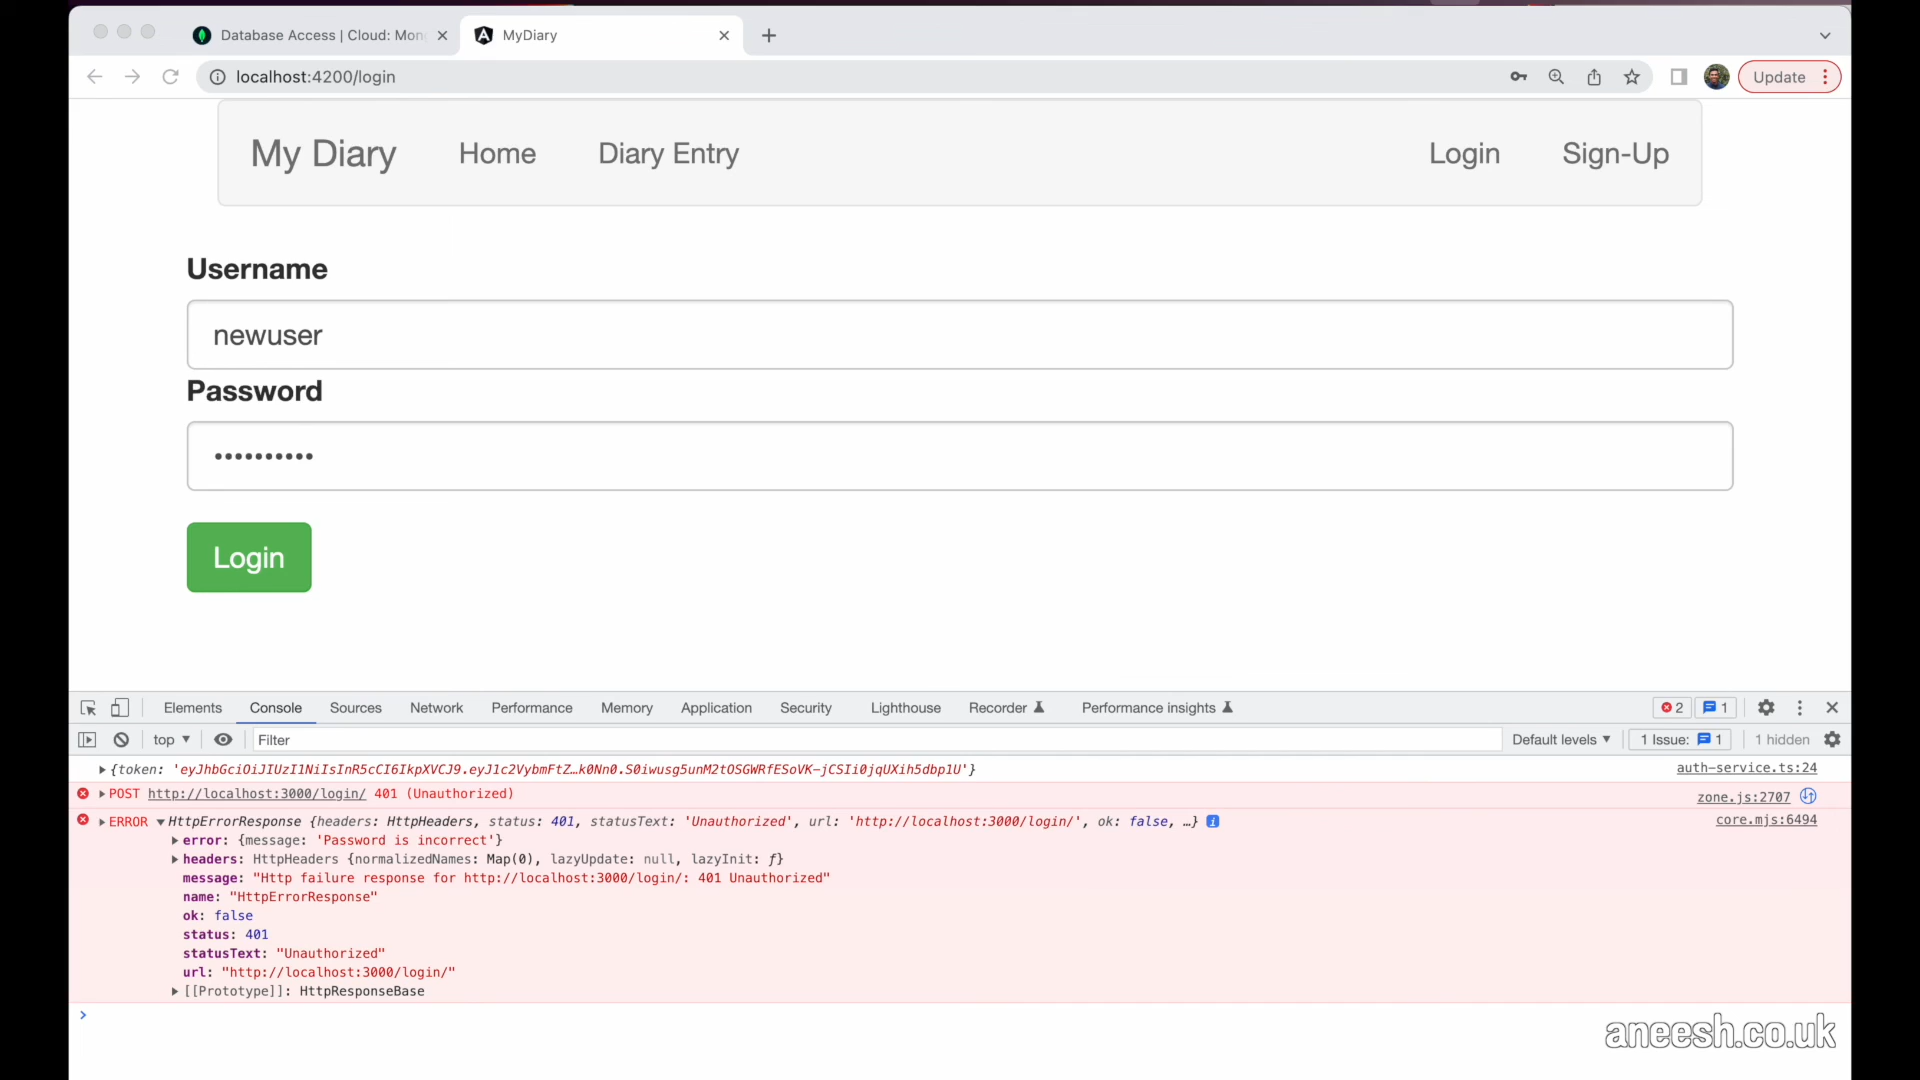 Database Access | Cloud: Mon
MyDiary
localhost:4200/login
Update
My Diary
Home
Diary Entry
Login
Sign-Up
Username
newuser
Password
••••••••••
Login
Elements Console Sources Network Performance Memory Application Security Lighthouse Recorder Performance insights 2 1
top Filter Default levels 1 Issue: 1 1 hidden
{token: 'eyJhbGciOiJIUzI1NiIsInR5cCI6IkpXVCJ9.eyJ1c2VybmFtZ…k0Nn0.S0iwusg5unM2tOSGWRfESoVK-jCSIi0jqUXih5dbp1U'} auth-service.ts:24
POST http://localhost:3000/login/ 401 (Unauthorized) zone.js:2707
ERROR HttpErrorResponse {headers: HttpHeaders, status: 401, statusText: 'Unauthorized', url: 'http://localhost:3000/login/', ok: false, …} core.mjs:6494
error: {message: 'Password is incorrect'}
headers: HttpHeaders {normalizedNames: Map(0), lazyUpdate: null, lazyInit: ƒ}
message: "Http failure response for http://localhost:3000/login/: 401 Unauthorized"
name: "HttpErrorResponse"
ok: false
status: 401
statusText: "Unauthorized"
url: "http://localhost:3000/login/"
[[Prototype]]: HttpResponseBase
aneesh.co.uk